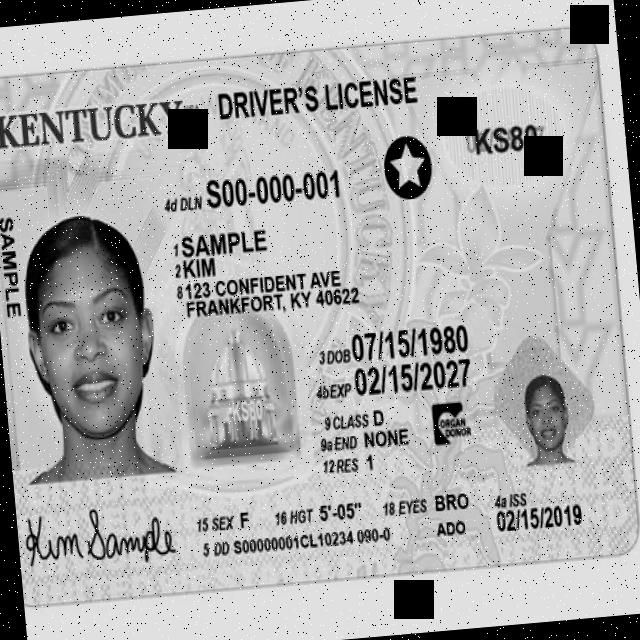 KENTUCKY
DRIVER'S LICENSE
KS80
4d DLN S00-000-001
SAMPLE
1 SAMPLE
2 KIM
8 123 CONFIDENT AVE
FRANKFORT, KY 40622
3 DOB 07/15/1980
4b EXP 02/15/2027
KS80
9 CLASS D
9a END NONE
12 RES 1
ORGAN DONOR
15 SEX F 16 HGT 5'-05" 18 EYES BRO 4a ISS
5 DD S00000001CL10234 090-0 ADO 02/15/2019
Kim Sample